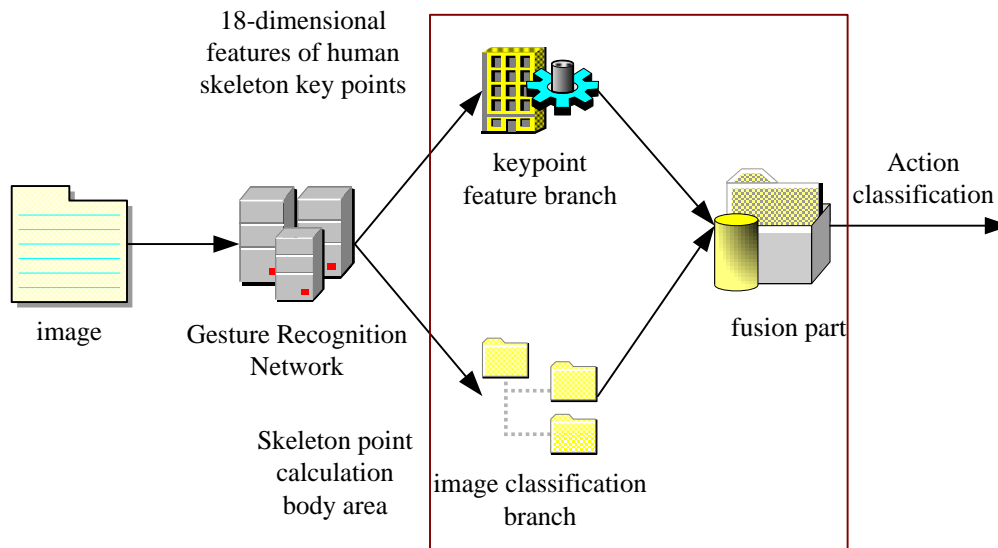 18-dimensional
features of human
skeleton key points
keypoint
feature branch
Action
classification
image
Gesture Recognition
Network
fusion part
Skeleton point
calculation
body area
image classification
branch